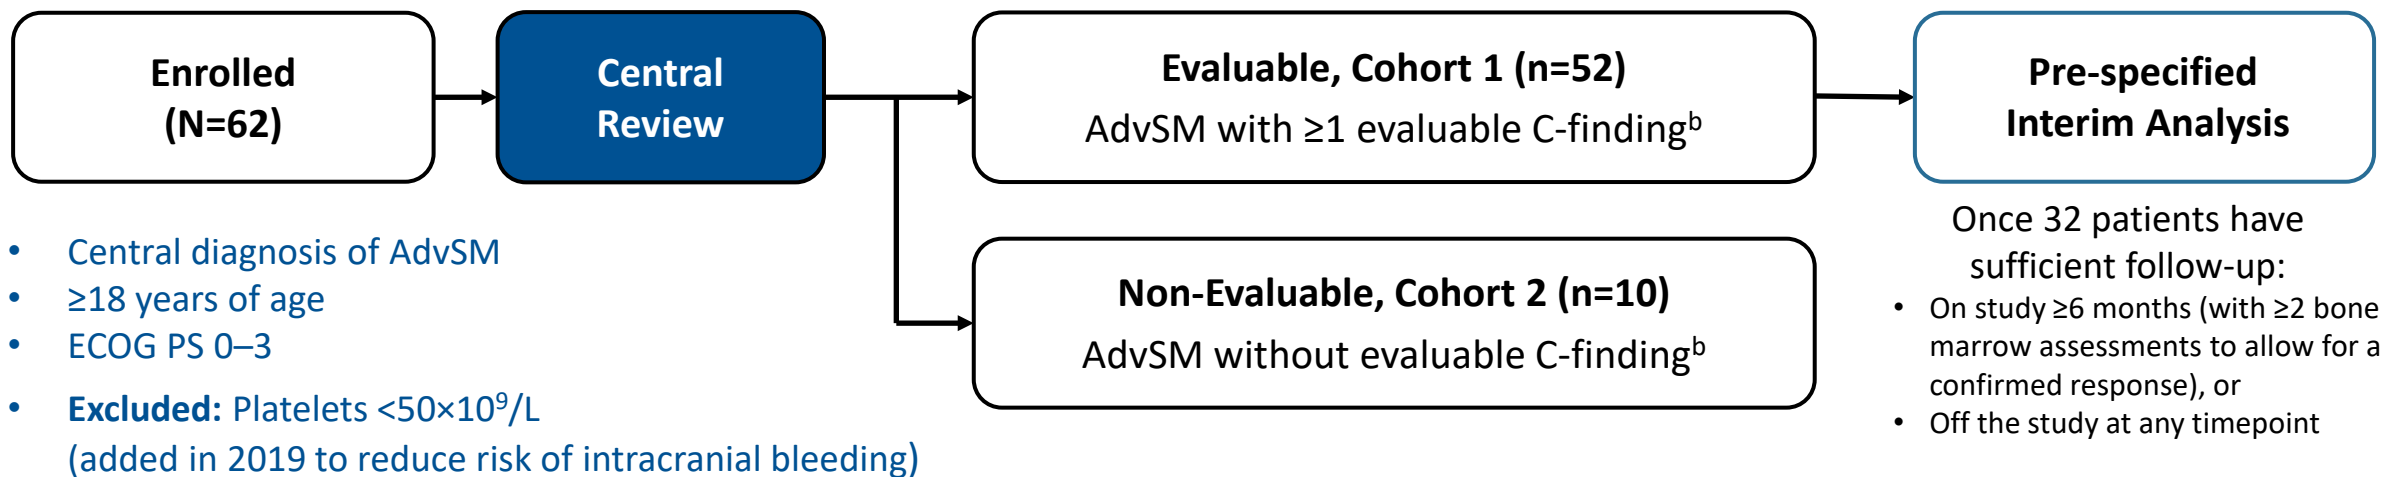 Enrolled
(N=62)
Central
Review
Evaluable, Cohort 1 (n=52)
AdvSM with ≥1 evaluable C-findingᵇ
Pre-specified
Interim Analysis
• Central diagnosis of AdvSM
• ≥18 years of age
• ECOG PS 0–3
• Excluded: Platelets <50×10⁹/L
(added in 2019 to reduce risk of intracranial bleeding)
Non-Evaluable, Cohort 2 (n=10)
AdvSM without evaluable C-findingᵇ
Once 32 patients have
sufficient follow-up:
• On study ≥6 months (with ≥2 bone
marrow assessments to allow for a
confirmed response), or
• Off the study at any timepoint